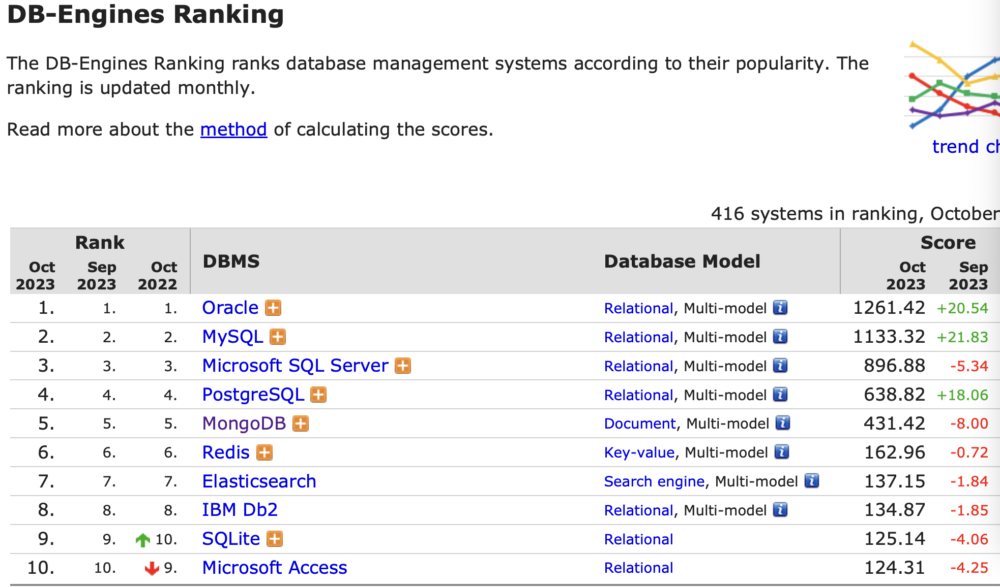 DB-Engines Ranking
The DB-Engines Ranking ranks database management systems according to their popularity. The
ranking is updated monthly.
Read more about the method of calculating the scores.
trend
416 systems in ranking, October
Rank DBMS Database Model Score
Oct 2023 Sep 2023 Oct 2022 Oct 2023 Sep 2023
1. 1. 1. Oracle Relational, Multi-model 1261.42 +20.54
2. 2. 2. MySQL Relational, Multi-model 1133.32 +21.83
3. 3. 3. Microsoft SQL Server Relational, Multi-model 896.88 -5.34
4. 4. 4. PostgreSQL Relational, Multi-model 638.82 +18.06
5. 5. 5. MongoDB Document, Multi-model 431.42 -8.00
6. 6. 6. Redis Key-value, Multi-model 162.96 -0.72
7. 7. 7. Elasticsearch Search engine, Multi-model 137.15 -1.84
8. 8. 8. IBM Db2 Relational, Multi-model 134.87 -1.85
9. 9. 10. SQLite Relational 125.14 -4.06
10. 10. 9. Microsoft Access Relational 124.31 -4.25